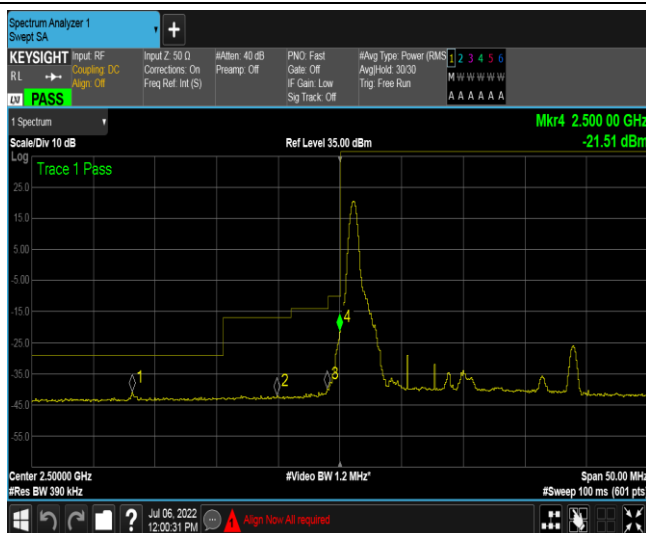 Spectrum Analyzer 1
Swept SA
KEYSIGHT Input: RF Input Z: 50 Ω #Atten: 40 dB PNO: Fast #Avg Type: Power (RMS 1 2 3 4 5 6
RL Coupling: DC Corrections: On Preamp: Off Gate: Off Avg|Hold: 30/30 M W W W W W
Align: Off Freq Ref: Int (S) IF Gain: Low Trig: Free Run
LXI PASS Sig Track: Off A A A A A A
1 Spectrum Mkr4 2.500 00 GHz
Scale/Div 10 dB Ref Level 35.00 dBm -21.51 dBm
Log
Trace 1 Pass
25.0
15.0
5.00
-5.00
-15.0
4
-25.0
-35.0
1 2 3
-45.0
-55.0
Center 2.50000 GHz #Video BW 1.2 MHz* Span 50.00 MHz
#Res BW 390 kHz #Sweep 100 ms (601 pts
? Jul 06, 2022
12:00:31 PM 1 Align Now All required